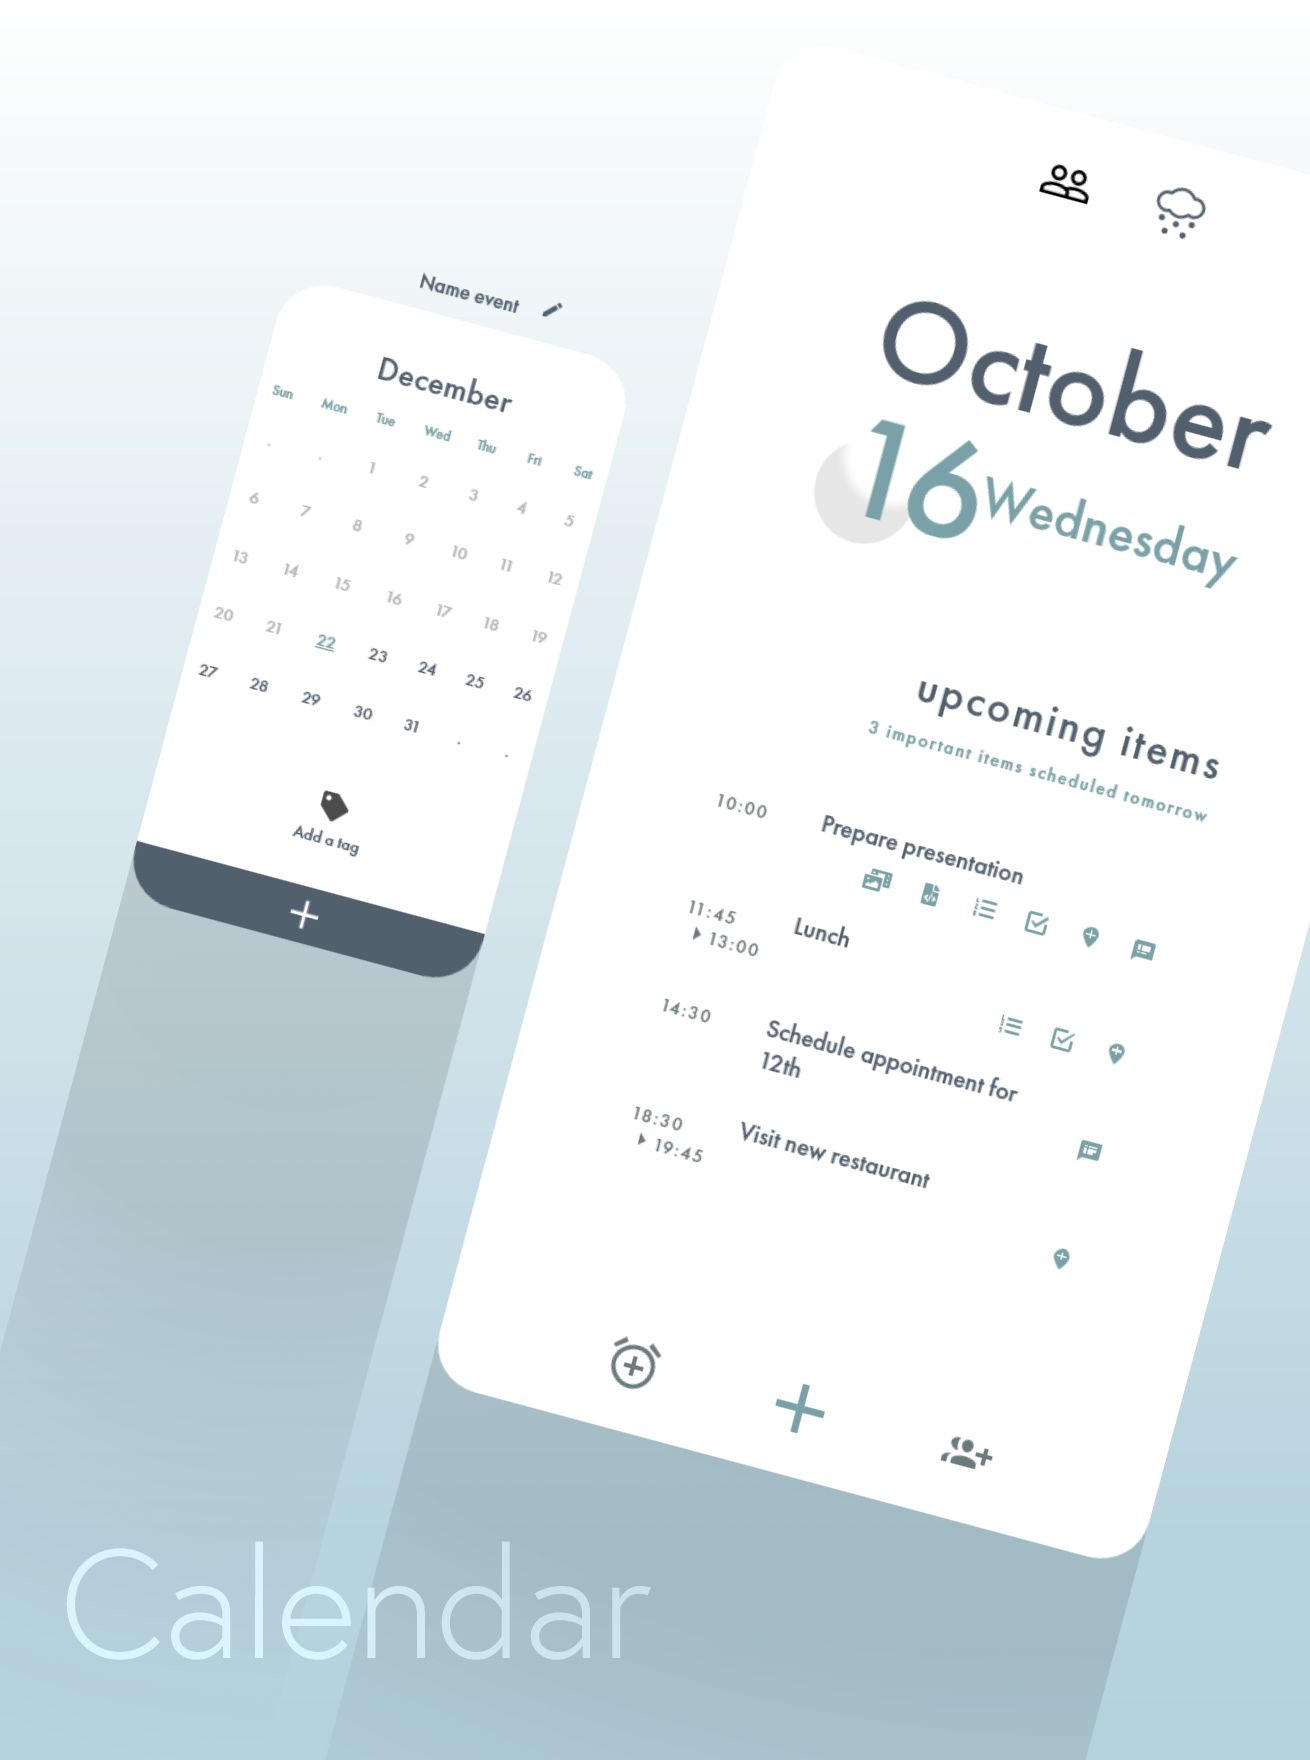 Name event
December
Sun Mon Tue Wed Thu Fri Sat
. . 1 2 3 4 5
6 7 8 9 10 11 12
13 14 15 16 17 18 19
20 21 22 23 24 25 26
27 28 29 30 31 . .
Add a tag
October
16 Wednesday
upcoming items
3 important items scheduled tomorrow
10:00 Prepare presentation
11:45 Lunch
13:00
14:30 Schedule appointment for
12th
18:30 Visit new restaurant
19:45
Calendar